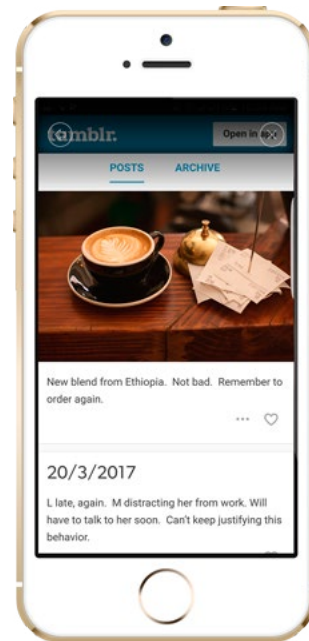 tumblr.
Open in app
POSTS
ARCHIVE
New blend from Ethiopia. Not bad. Remember to
order again.
20/3/2017
L late, again. M distracting her from work. Will
have to talk to her soon. Can't keep justifying this
behavior.